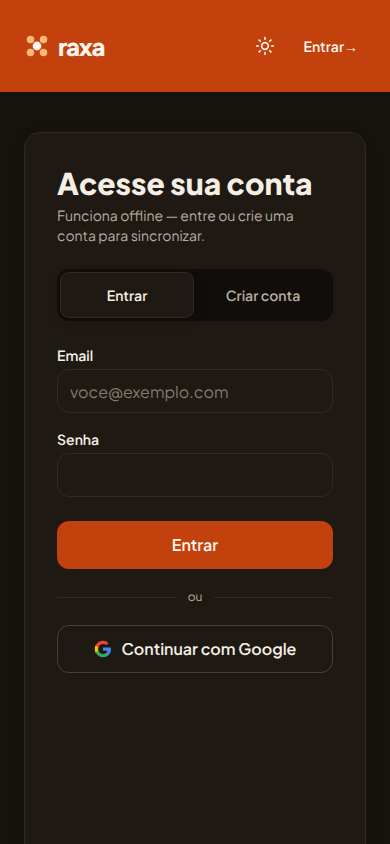 raxa
Entrar→
Acesse sua conta
Funciona offline — entre ou crie uma
conta para sincronizar.
Entrar
Criar conta
Email
voce@exemplo.com
Senha
Entrar
ou
Continuar com Google